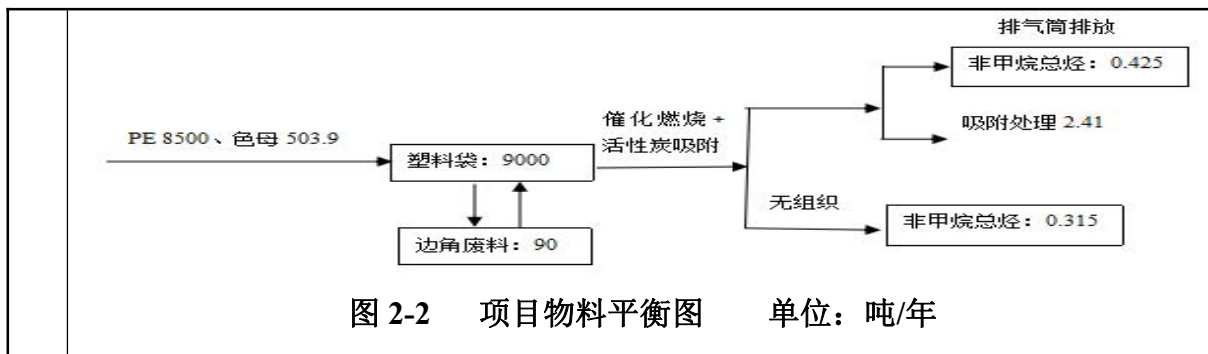 排气筒排放
非甲烷总烃：0.425
催化燃烧 +
活性炭吸附
吸附处理 2.41
PE 8500、色母 503.9
塑料袋：9000
无组织
非甲烷总烃：0.315
边角废料：90
图 2-2 项目物料平衡图 单位：吨/年